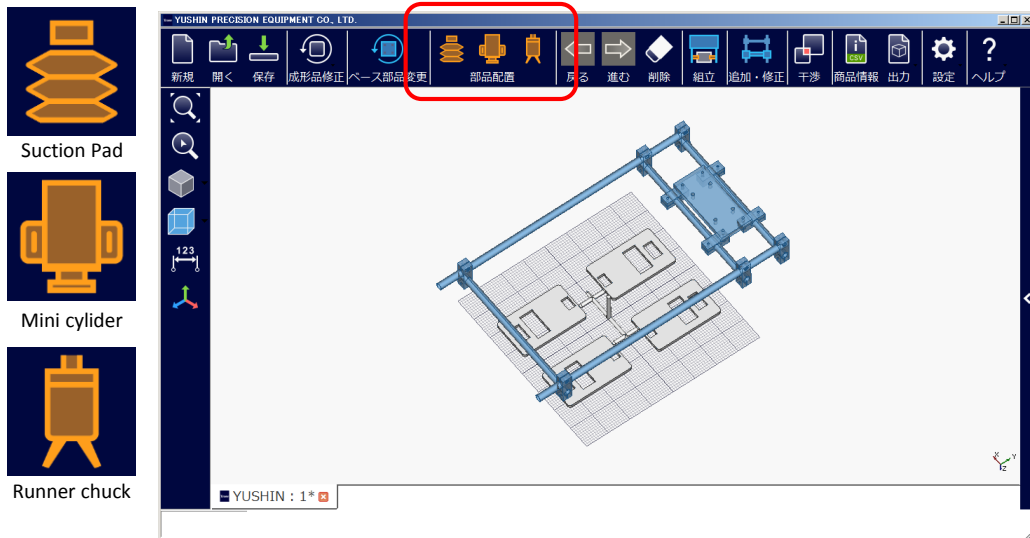 YUSHIN PRECISION EQUIPMENT CO., LTD.
新規 開く 保存 成形品修正 ベース部品変更 部品配置 戻る 進む 削除 組立 追加・修正 干渉 商品情報 出力 設定 ヘルプ
i
CSV
?
123
Suction Pad
Mini cylider
Runner chuck
X Y
Z
YUSHIN : 1*